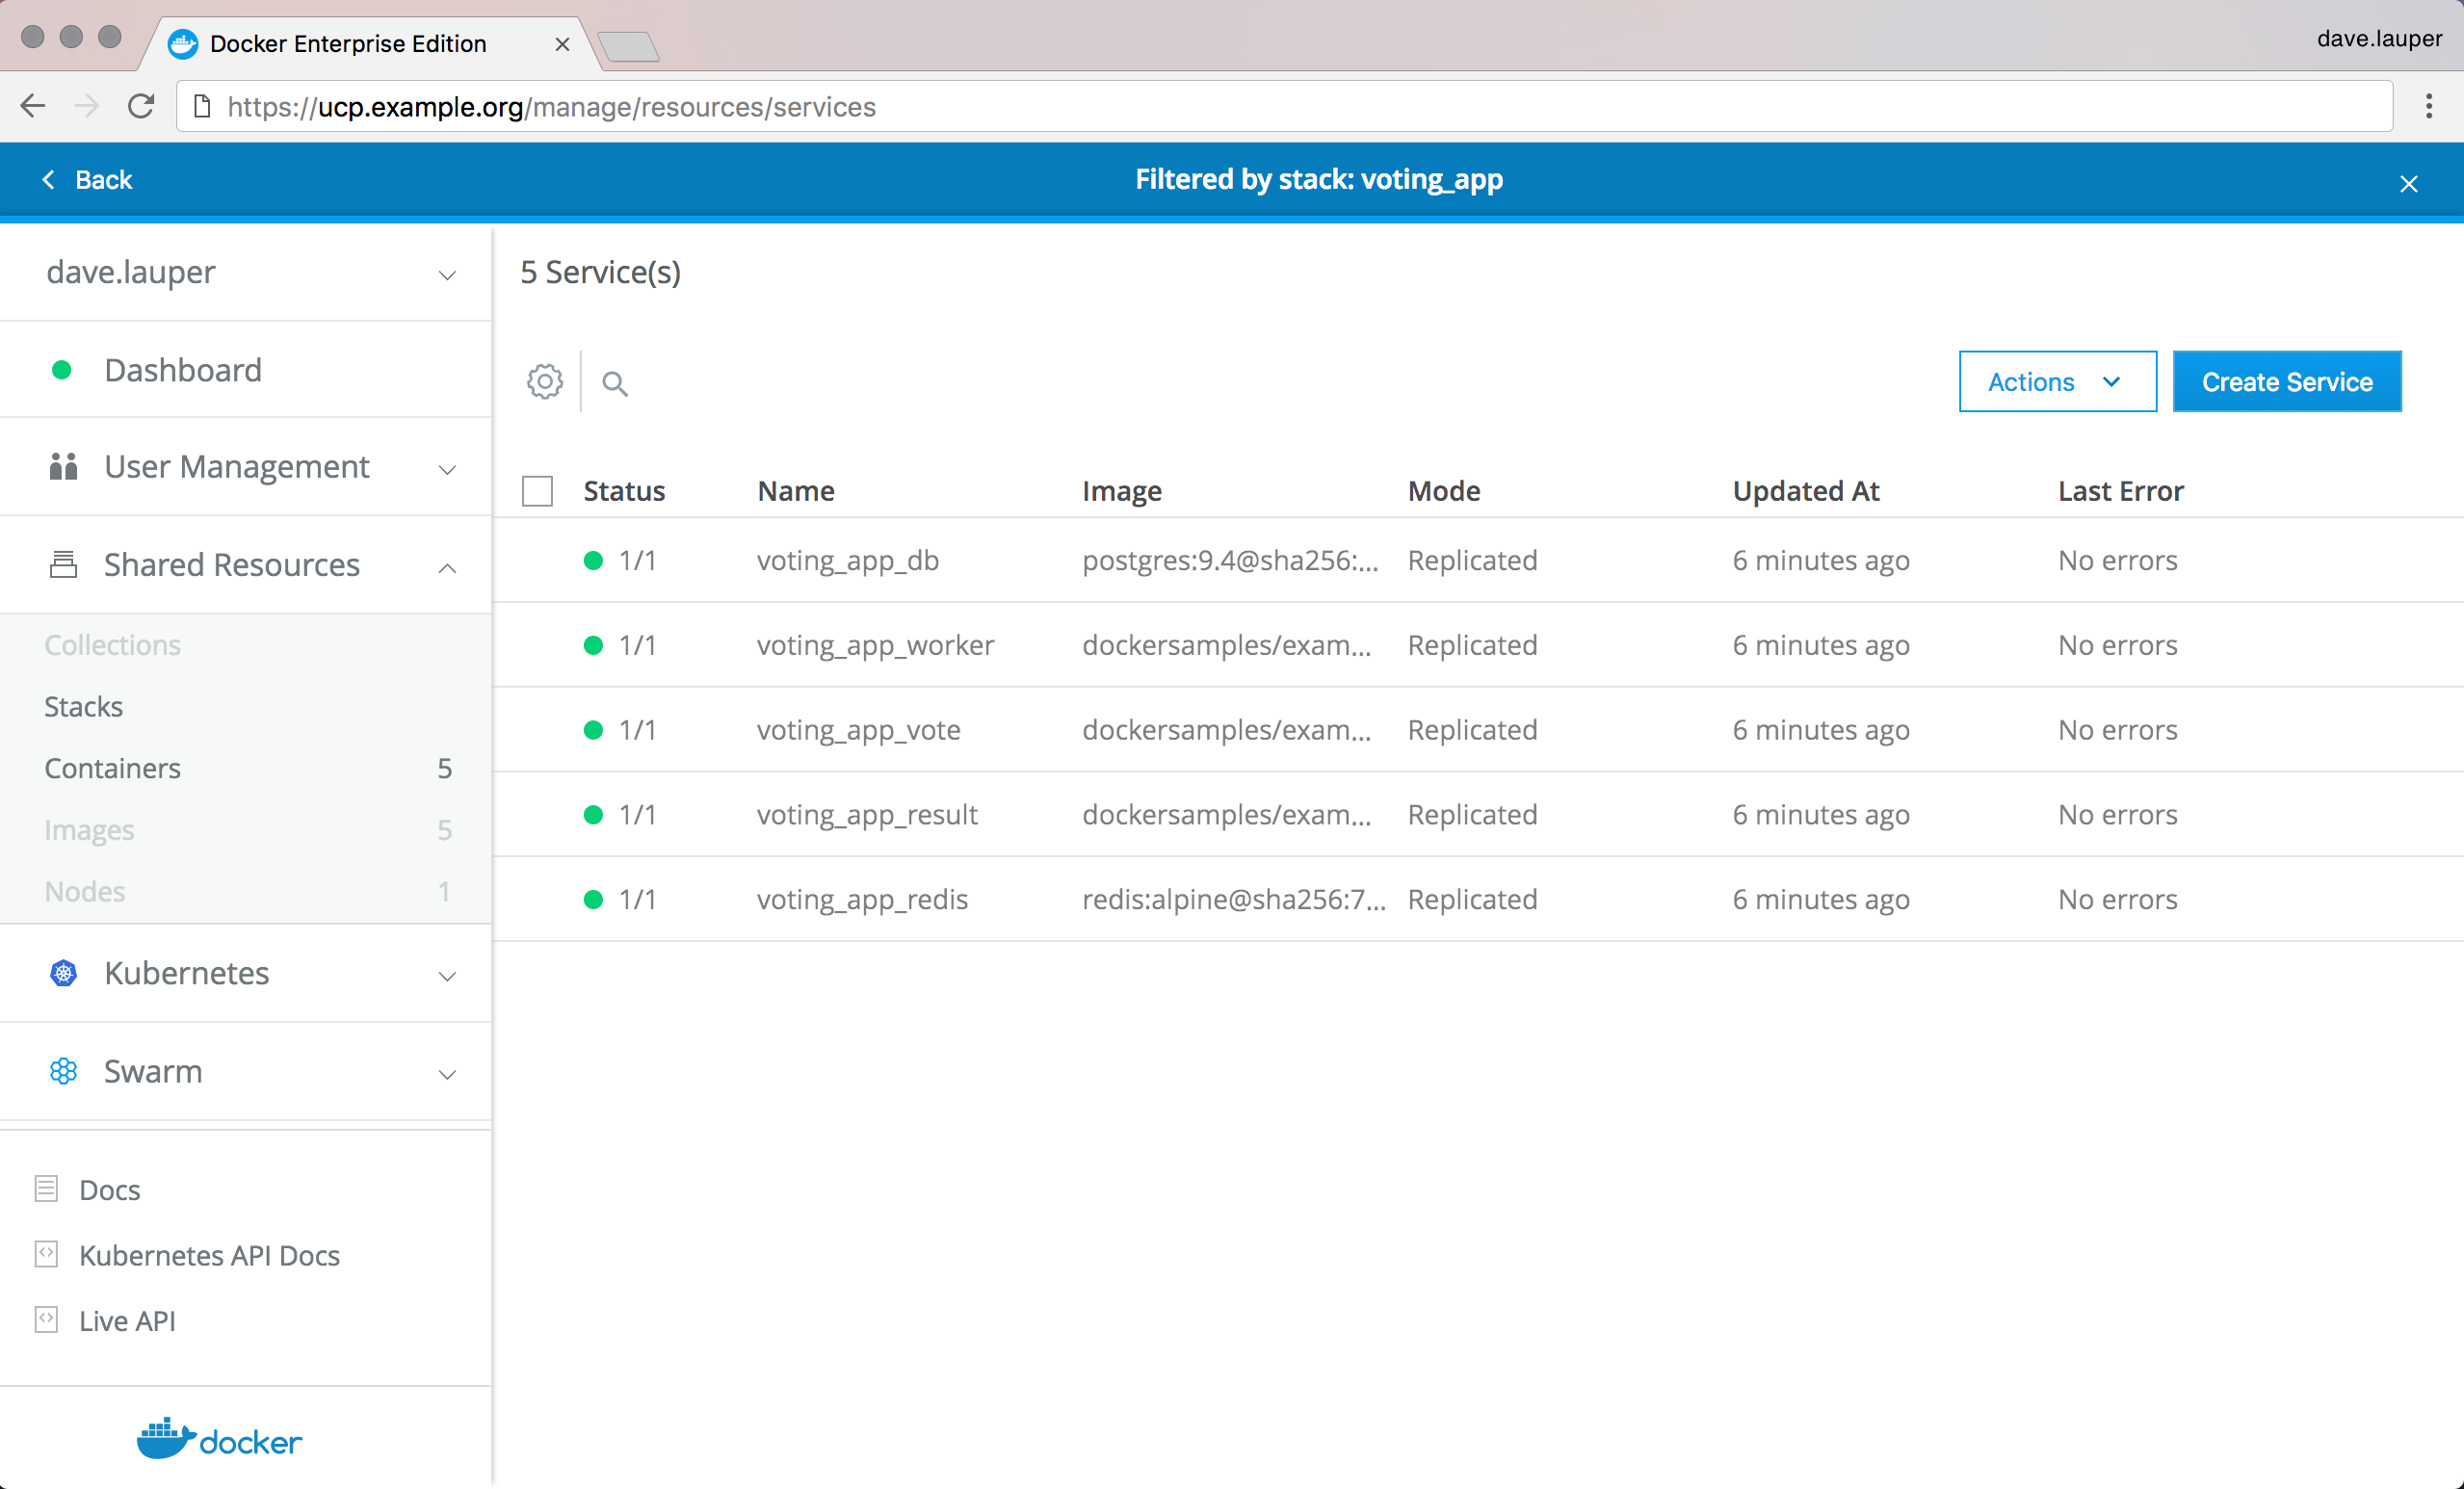 Docker Enterprise Edition
dave.lauper
https://ucp.example.org/manage/resources/services
Back
Filtered by stack: voting_app
dave.lauper
Dashboard
User Management
Shared Resources
Collections
Stacks
Containers 5
Images 5
Nodes 1
Kubernetes
Swarm
Docs
Kubernetes API Docs
Live API
docker
5 Service(s)
Actions
Create Service
Status Name Image Mode Updated At Last Error
1/1 voting_app_db postgres:9.4@sha256:... Replicated 6 minutes ago No errors
1/1 voting_app_worker dockersamples/exam... Replicated 6 minutes ago No errors
1/1 voting_app_vote dockersamples/exam... Replicated 6 minutes ago No errors
1/1 voting_app_result dockersamples/exam... Replicated 6 minutes ago No errors
1/1 voting_app_redis redis:alpine@sha256:7... Replicated 6 minutes ago No errors